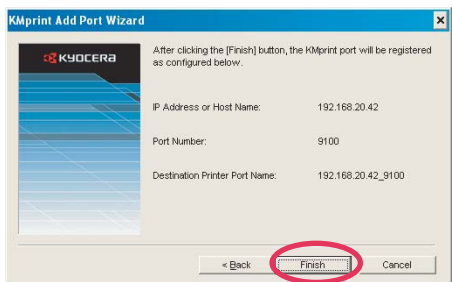 KMprint Add Port Wizard
KYOCERA
After clicking the [Finish] button, the KMprint port will be registered
as configured below.
IP Address or Host Name: 192.168.20.42
Port Number: 9100
Destination Printer Port Name: 192.168.20.42_9100
< Back Finish Cancel